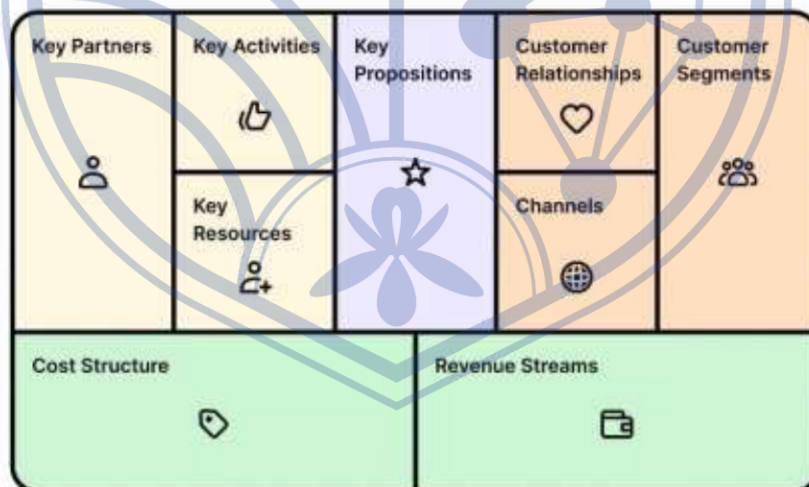 Key Partners
Key Activities
Key
Propositions
Customer
Relationships
Customer
Segments
Key
Resources
Channels
Cost Structure
Revenue Streams